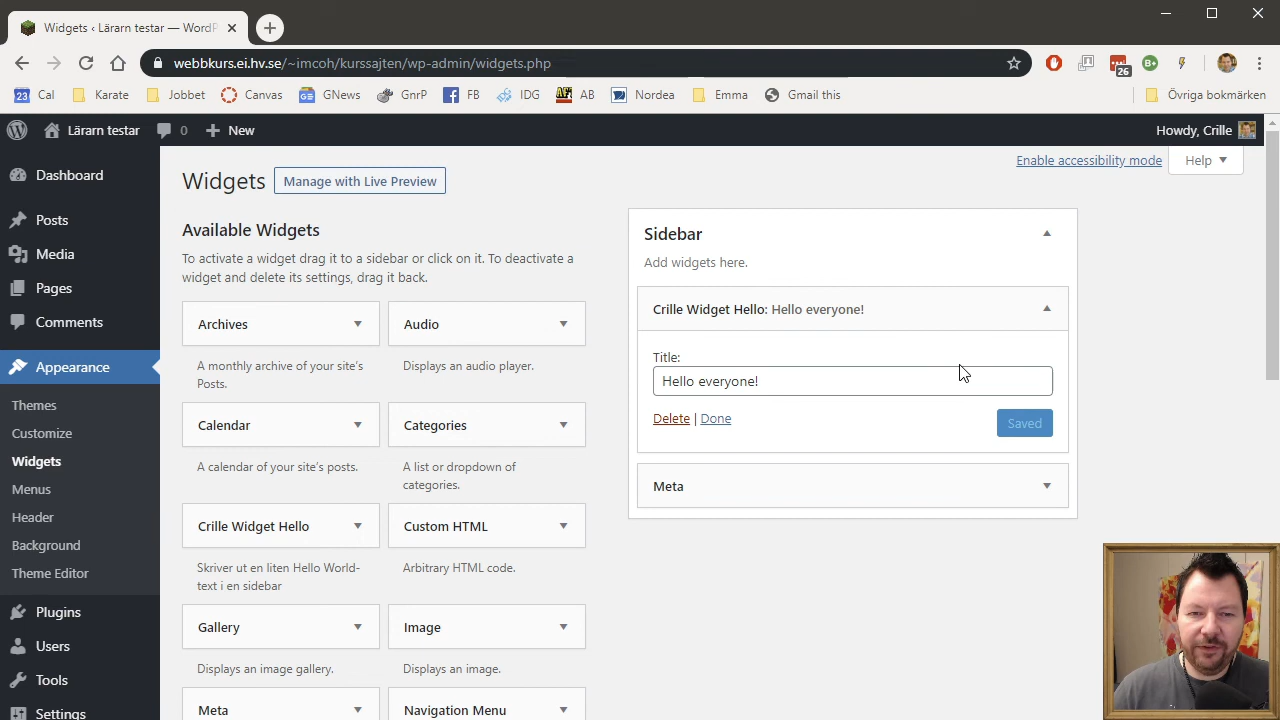 Widgets ‹ Lärarn testar — WordP
webbkurs.ei.hv.se/~imcoh/kurssajten/wp-admin/widgets.php
26
23 Cal Karate Jobbet Canvas GNews GnrP FB IDG AB Nordea Emma Gmail this Övriga bokmärken
Lärarn testar 0 New Howdy, Crille
Enable accessibility mode Help
Dashboard
Posts
Media
Pages
Comments
Appearance
Themes
Customize
Widgets
Menus
Header
Background
Theme Editor
Plugins
Users
Tools
Settings
Widgets Manage with Live Preview
Available Widgets
To activate a widget drag it to a sidebar or click on it. To deactivate a
widget and delete its settings, drag it back.
Archives
A monthly archive of your site's
Posts.
Audio
Displays an audio player.
Calendar
A calendar of your site's posts.
Categories
A list or dropdown of
categories.
Crille Widget Hello
Skriver ut en liten Hello World-
text i en sidebar
Custom HTML
Arbitrary HTML code.
Gallery
Displays an image gallery.
Image
Displays an image.
Meta
Navigation Menu
Sidebar
Add widgets here.
Crille Widget Hello: Hello everyone!
Title:
Hello everyone!
Delete | Done
Saved
Meta